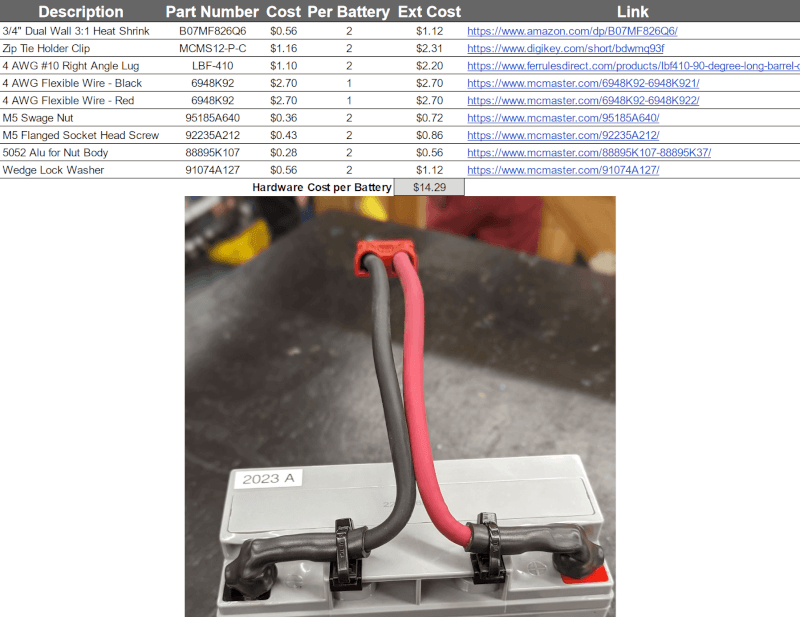 Description Part Number Cost Per Battery Ext Cost Link
3/4" Dual Wall 3:1 Heat Shrink B07MF826Q6 $0.56 2 $1.12 https://www.amazon.com/dp/B07MF826Q6/
Zip Tie Holder Clip MCMS12-P-C $1.16 2 $2.31 https://www.digikey.com/short/bdwmq93f
4 AWG #10 Right Angle Lug LBF-410 $1.10 2 $2.20 https://www.ferrulesdirect.com/products/lbf410-90-degree-long-barrel-c
4 AWG Flexible Wire - Black 6948K92 $2.70 1 $2.70 https://www.mcmaster.com/6948K92-6948K921/
4 AWG Flexible Wire - Red 6948K92 $2.70 1 $2.70 https://www.mcmaster.com/6948K92-6948K922/
M5 Swage Nut 95185A640 $0.36 2 $0.72 https://www.mcmaster.com/95185A640/
M5 Flanged Socket Head Screw 92235A212 $0.43 2 $0.86 https://www.mcmaster.com/92235A212/
5052 Alu for Nut Body 88895K107 $0.28 2 $0.56 https://www.mcmaster.com/88895K107-88895K37/
Wedge Lock Washer 91074A127 $0.56 2 $1.12 https://www.mcmaster.com/91074A127/
Hardware Cost per Battery $14.29
2023 A